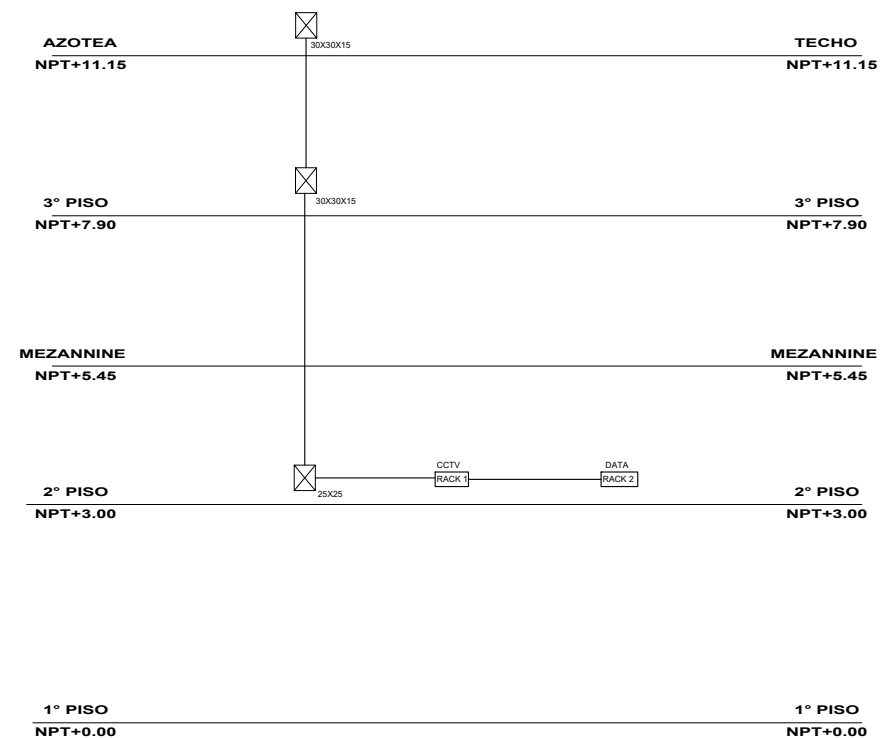 AZOTEA
TECHO
30X30X15
NPT+11.15
NPT+11.15
3° PISO
30X30X15
3° PISO
NPT+7.90
NPT+7.90
MEZANNINE
MEZANNINE
NPT+5.45
NPT+5.45
CCTV
DATA
RACK 1
RACK 2
2° PISO
25X25
2° PISO
NPT+3.00
NPT+3.00
1° PISO
1° PISO
NPT+0.00
NPT+0.00